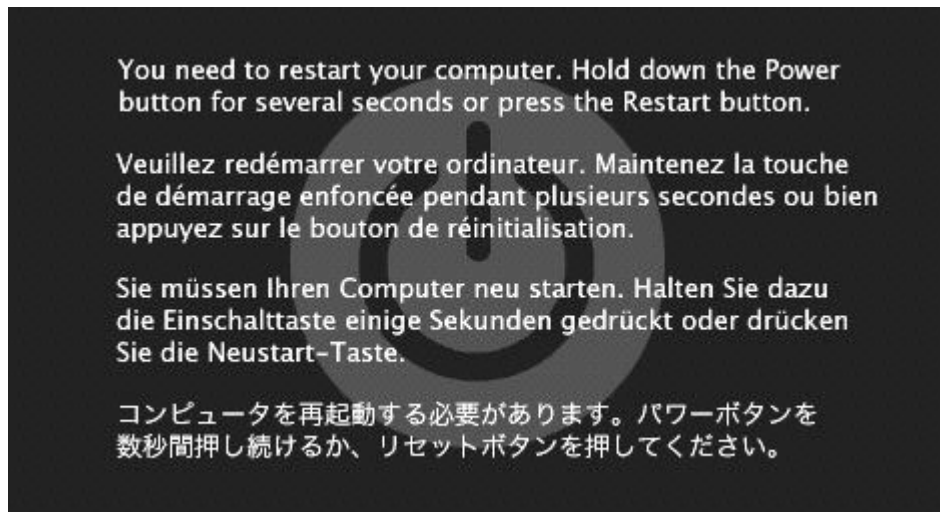 You need to restart your computer. Hold down the Power
button for several seconds or press the Restart button.
Veuillez redémarrer votre ordinateur. Maintenez la touche
de démarrage enfoncée pendant plusieurs secondes ou bien
appuyez sur le bouton de réinitialisation.
Sie müssen Ihren Computer neu starten. Halten Sie dazu
die Einschalttaste einige Sekunden gedrückt oder drücken
Sie die Neustart-Taste.
コンピュータを再起動する必要があります。パワーボタンを
数秒間押し続けるか、リセットボタンを押してください。